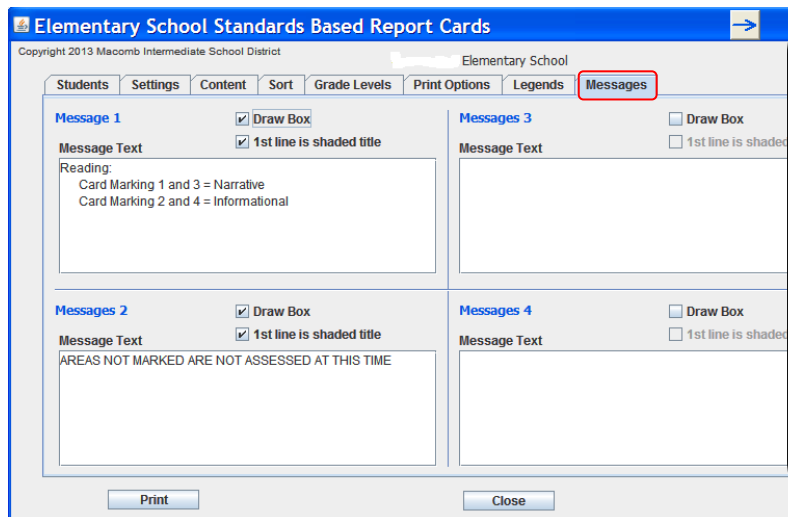 Elementary School Standards Based Report Cards
Copyright 2013 Macomb Intermediate School District
Elementary School
Students Settings Content Sort Grade Levels Print Options Legends Messages
Message 1
Draw Box
Message Text
1st line is shaded title
Reading:
Card Marking 1 and 3 = Narrative
Card Marking 2 and 4 = Informational
Messages 3
Draw Box
Message Text
1st line is shaded
Messages 2
Draw Box
Message Text
1st line is shaded title
AREAS NOT MARKED ARE NOT ASSESSED AT THIS TIME
Messages 4
Draw Box
Message Text
1st line is shaded
Print Close